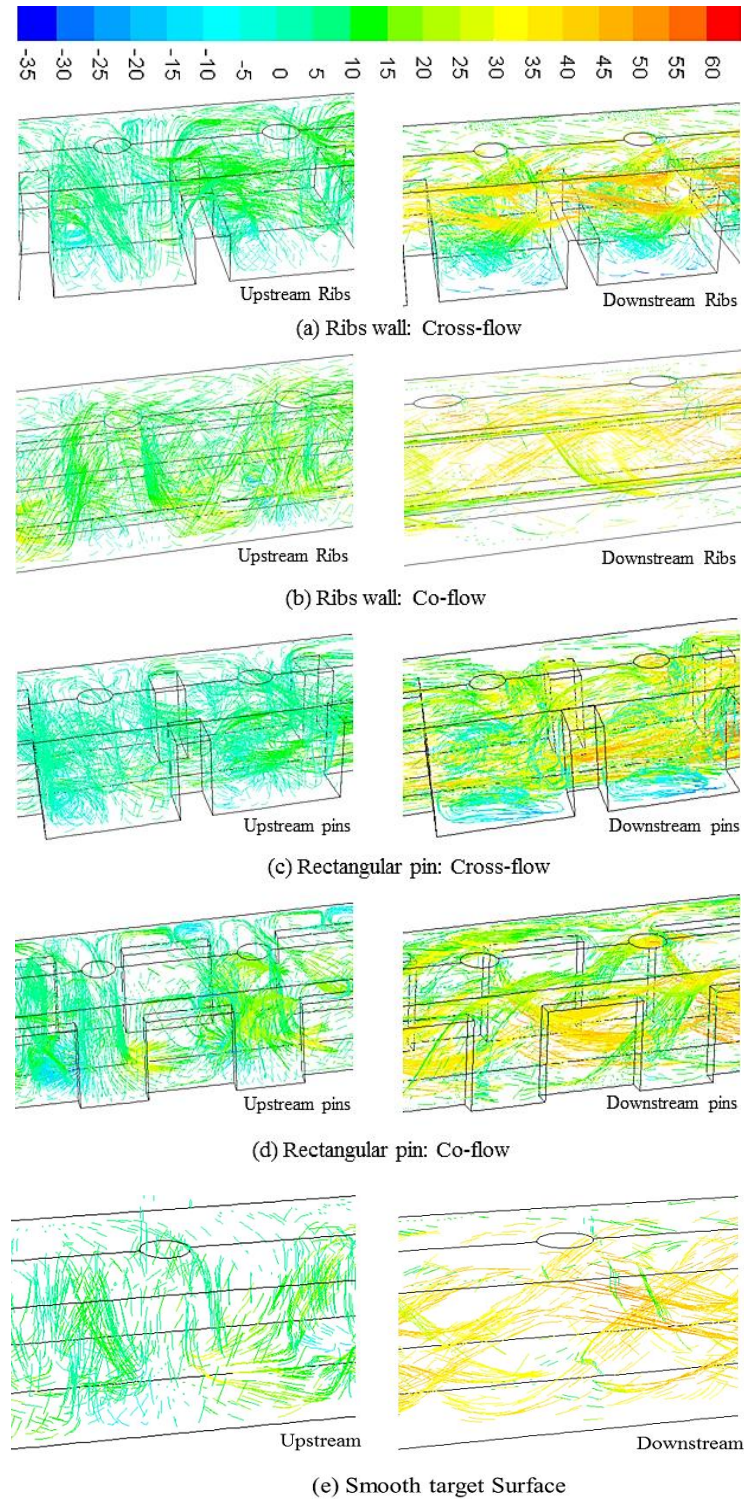 -35 -30 -25 -20 -15 -10 -5 0 5 10 15 20 25 30 35 40 45 50 55 60
Upstream Ribs
Downstream Ribs
(a) Ribs wall: Cross-flow
Upstream Ribs
Downstream Ribs
(b) Ribs wall: Co-flow
Upstream pins
Downstream pins
(c) Rectangular pin: Cross-flow
Upstream pins
Downstream pins
(d) Rectangular pin: Co-flow
Upstream
Downstream
(e) Smooth target Surface